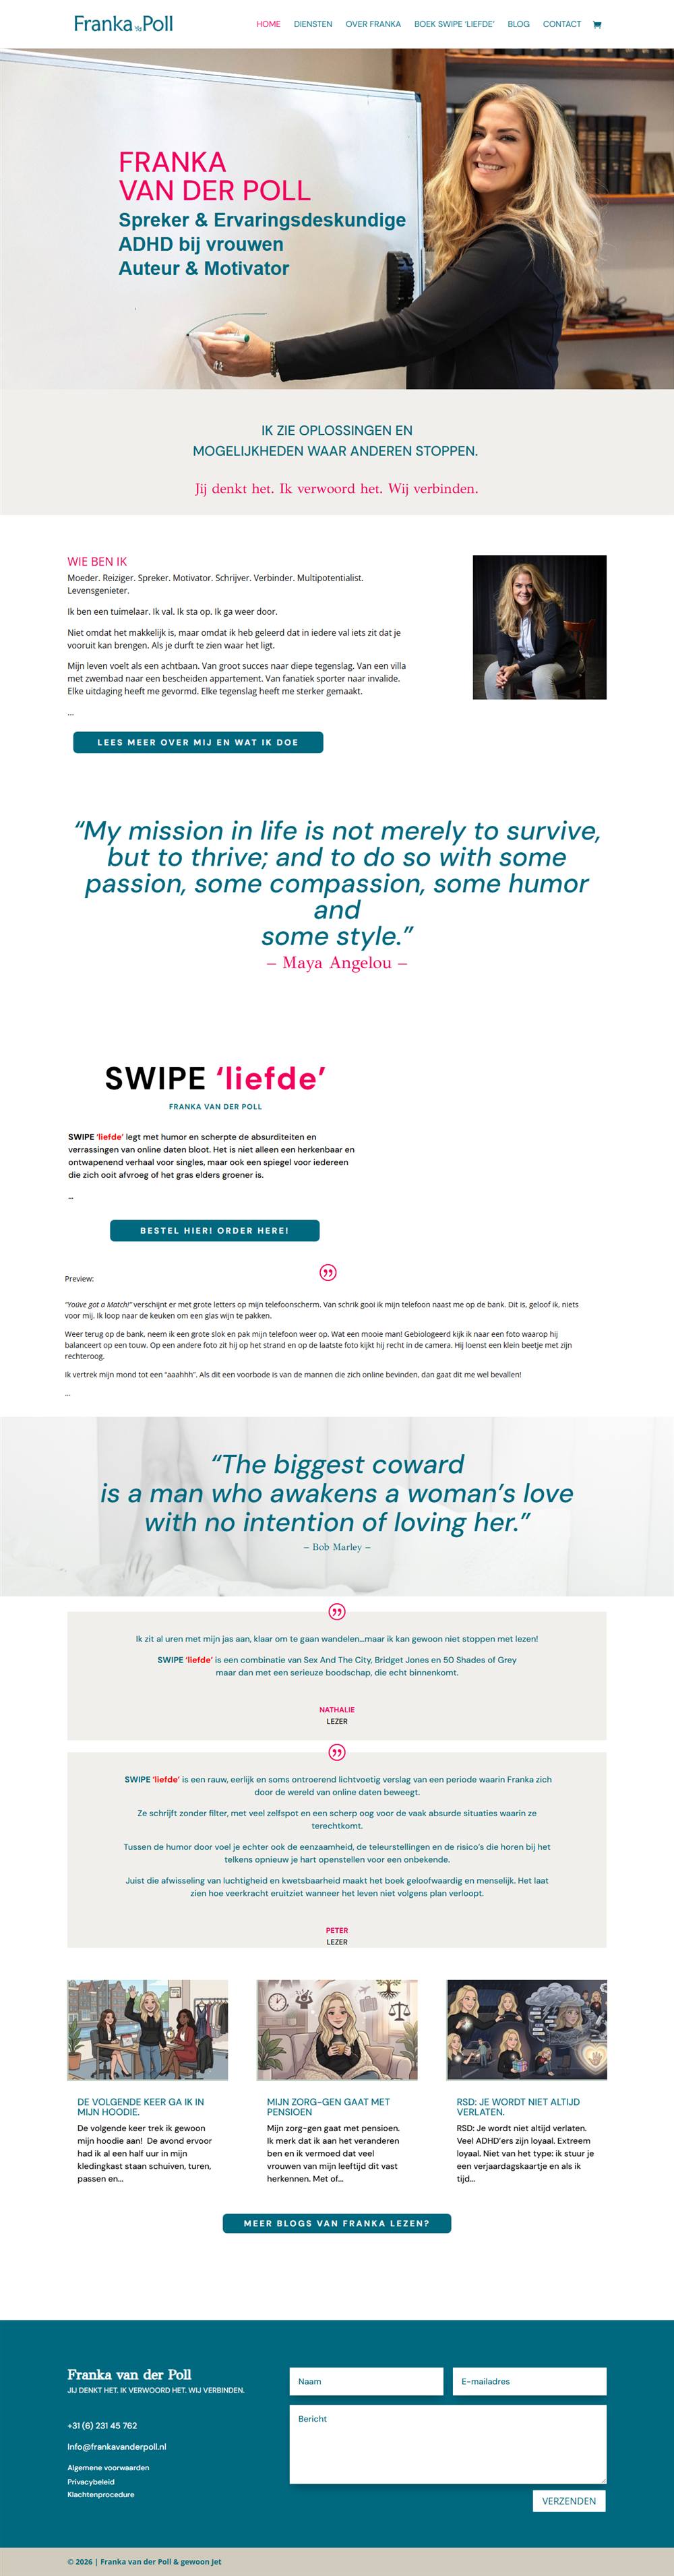 Franka vd Poll
HOME DIENSTEN OVER FRANKA BOEK SWIPE ‘LIEFDE’ BLOG CONTACT
FRANKA
VAN DER POLL
Spreker & Ervaringsdeskundige
ADHD bij vrouwen
Auteur & Motivator
IK ZIE OPLOSSINGEN EN
MOGELIJKHEDEN WAAR ANDEREN STOPPEN.
Jij denkt het. Ik verwoord het. Wij verbinden.
WIE BEN IK
Moeder. Reiziger. Spreker. Motivator. Schrijver. Verbinder. Multipotentialist.
Levensgenieter.
Ik ben een tuimelaar. Ik val. Ik sta op. Ik ga weer door.
Niet omdat het makkelijk is, maar omdat ik heb geleerd dat in iedere val iets zit dat je
vooruit kan brengen. Als je durft te zien waar het ligt.
Mijn leven voelt als een achtbaan. Van groot succes naar diepe tegenslag. Van een villa
met zwembad naar een bescheiden appartement. Van fanatiek sporter naar invalide.
Elke uitdaging heeft me gevormd. Elke tegenslag heeft me sterker gemaakt.
...
LEES MEER OVER MIJ EN WAT IK DOE
“My mission in life is not merely to survive,
but to thrive; and to do so with some
passion, some compassion, some humor
and
some style.”
– Maya Angelou –
SWIPE ‘liefde’
FRANKA VAN DER POLL
SWIPE ‘liefde’ legt met humor en scherpte de absurditeiten en
verrassingen van online daten bloot. Het is niet alleen een herkenbaar en
ontwapenend verhaal voor singles, maar ook een spiegel voor iedereen
die zich ooit afvroeg of het gras elders groener is.
...
BESTEL HIER! ORDER HERE!
Preview:
“Youive got a Match!” verschijnt er met grote letters op mijn telefoonscherm. Van schrik gooi ik mijn telefoon naast me op de bank. Dit is, geloof ik, niets
voor mij. Ik loop naar de keuken om een glas wijn te pakken.
Weer terug op de bank, neem ik een grote slok en pak mijn telefoon weer op. Wat een mooie man! Gebiologeerd kijk ik naar een foto waarop hij
balanceert op een touw. Op een andere foto zit hij op het strand en op de laatste foto kijkt hij recht in de camera. Hij loenst een klein beetje met zijn
rechteroog.
Ik vertrek mijn mond tot een “aaahhh”. Als dit een voorbode is van de mannen die zich online bevinden, dan gaat dit me wel bevallen!
...
“The biggest coward
is a man who awakens a woman’s love
with no intention of loving her.”
– Bob Marley –
Ik zit al uren met mijn jas aan, klaar om te gaan wandelen…maar ik kan gewoon niet stoppen met lezen!
SWIPE ‘liefde’ is een combinatie van Sex And The City, Bridget Jones en 50 Shades of Grey
maar dan met een serieuze boodschap, die echt binnenkomt.
NATHALIE
LEZER
SWIPE ‘liefde’ is een rauw, eerlijk en soms ontroerend lichtvoetig verslag van een periode waarin Franka zich
door de wereld van online daten beweegt.
Ze schrijft zonder filter, met veel zelfspot en een scherp oog voor de vaak absurde situaties waarin ze
terechtkomt.
Tussen de humor door voel je echter ook de eenzaamheid, de teleurstellingen en de risico’s die horen bij het
telkens opnieuw je hart openstellen voor een onbekende.
Juist die afwisseling van luchtigheid en kwetsbaarheid maakt het boek geloofwaardig en menselijk. Het laat
zien hoe veerkracht eruitziet wanneer het leven niet volgens plan verloopt.
PETER
LEZER
DE VOLGENDE KEER GA IK IN
MIJN HOODIE.
De volgende keer trek ik gewoon
mijn hoodie aan!  De avond ervoor
had ik al een half uur in mijn
kledingkast staan schuiven, turen,
passen en...
MIJN ZORG-GEN GAAT MET
PENSIOEN
Mijn zorg-gen gaat met pensioen.
Ik merk dat ik aan het veranderen
ben en ik vermoed dat veel
vrouwen van mijn leeftijd dit vast
herkennen. Met of...
RSD: JE WORDT NIET ALTIJD
VERLATEN.
RSD: Je wordt niet altijd verlaten.
Veel ADHD’ers zijn loyaal. Extreem
loyaal. Niet van het type: ik stuur je
een verjaardagskaartje en als ik
tijd...
MEER BLOGS VAN FRANKA LEZEN?
Franka van der Poll
JIJ DENKT HET. IK VERWOORD HET. WIJ VERBINDEN.
+31 (6) 231 45 762
Info@frankavanderpoll.nl
Algemene voorwaarden
Privacybeleid
Klachtenprocedure
Naam
E-mailadres
Bericht
VERZENDEN
© 2026 | Franka van der Poll & gewoon Jet